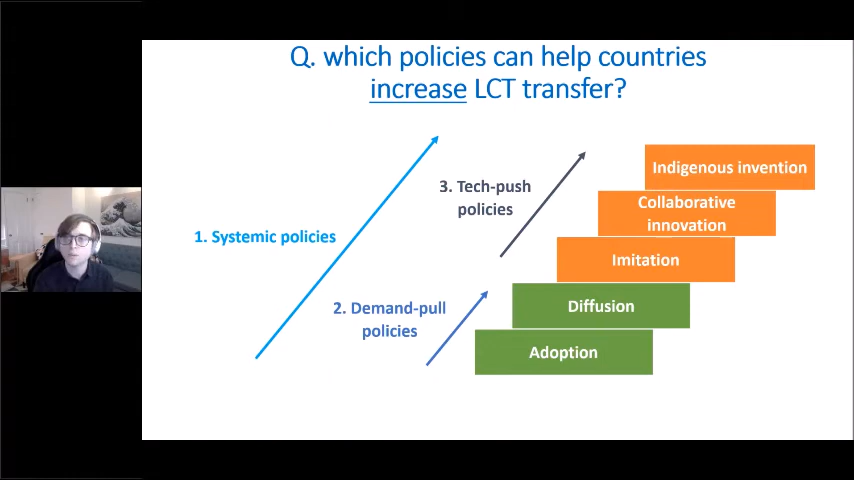 Q. which policies can help countries
increase LCT transfer?
1. Systemic policies
2. Demand-pull
policies
3. Tech-push
policies
Indigenous invention
Collaborative
innovation
Imitation
Diffusion
Adoption